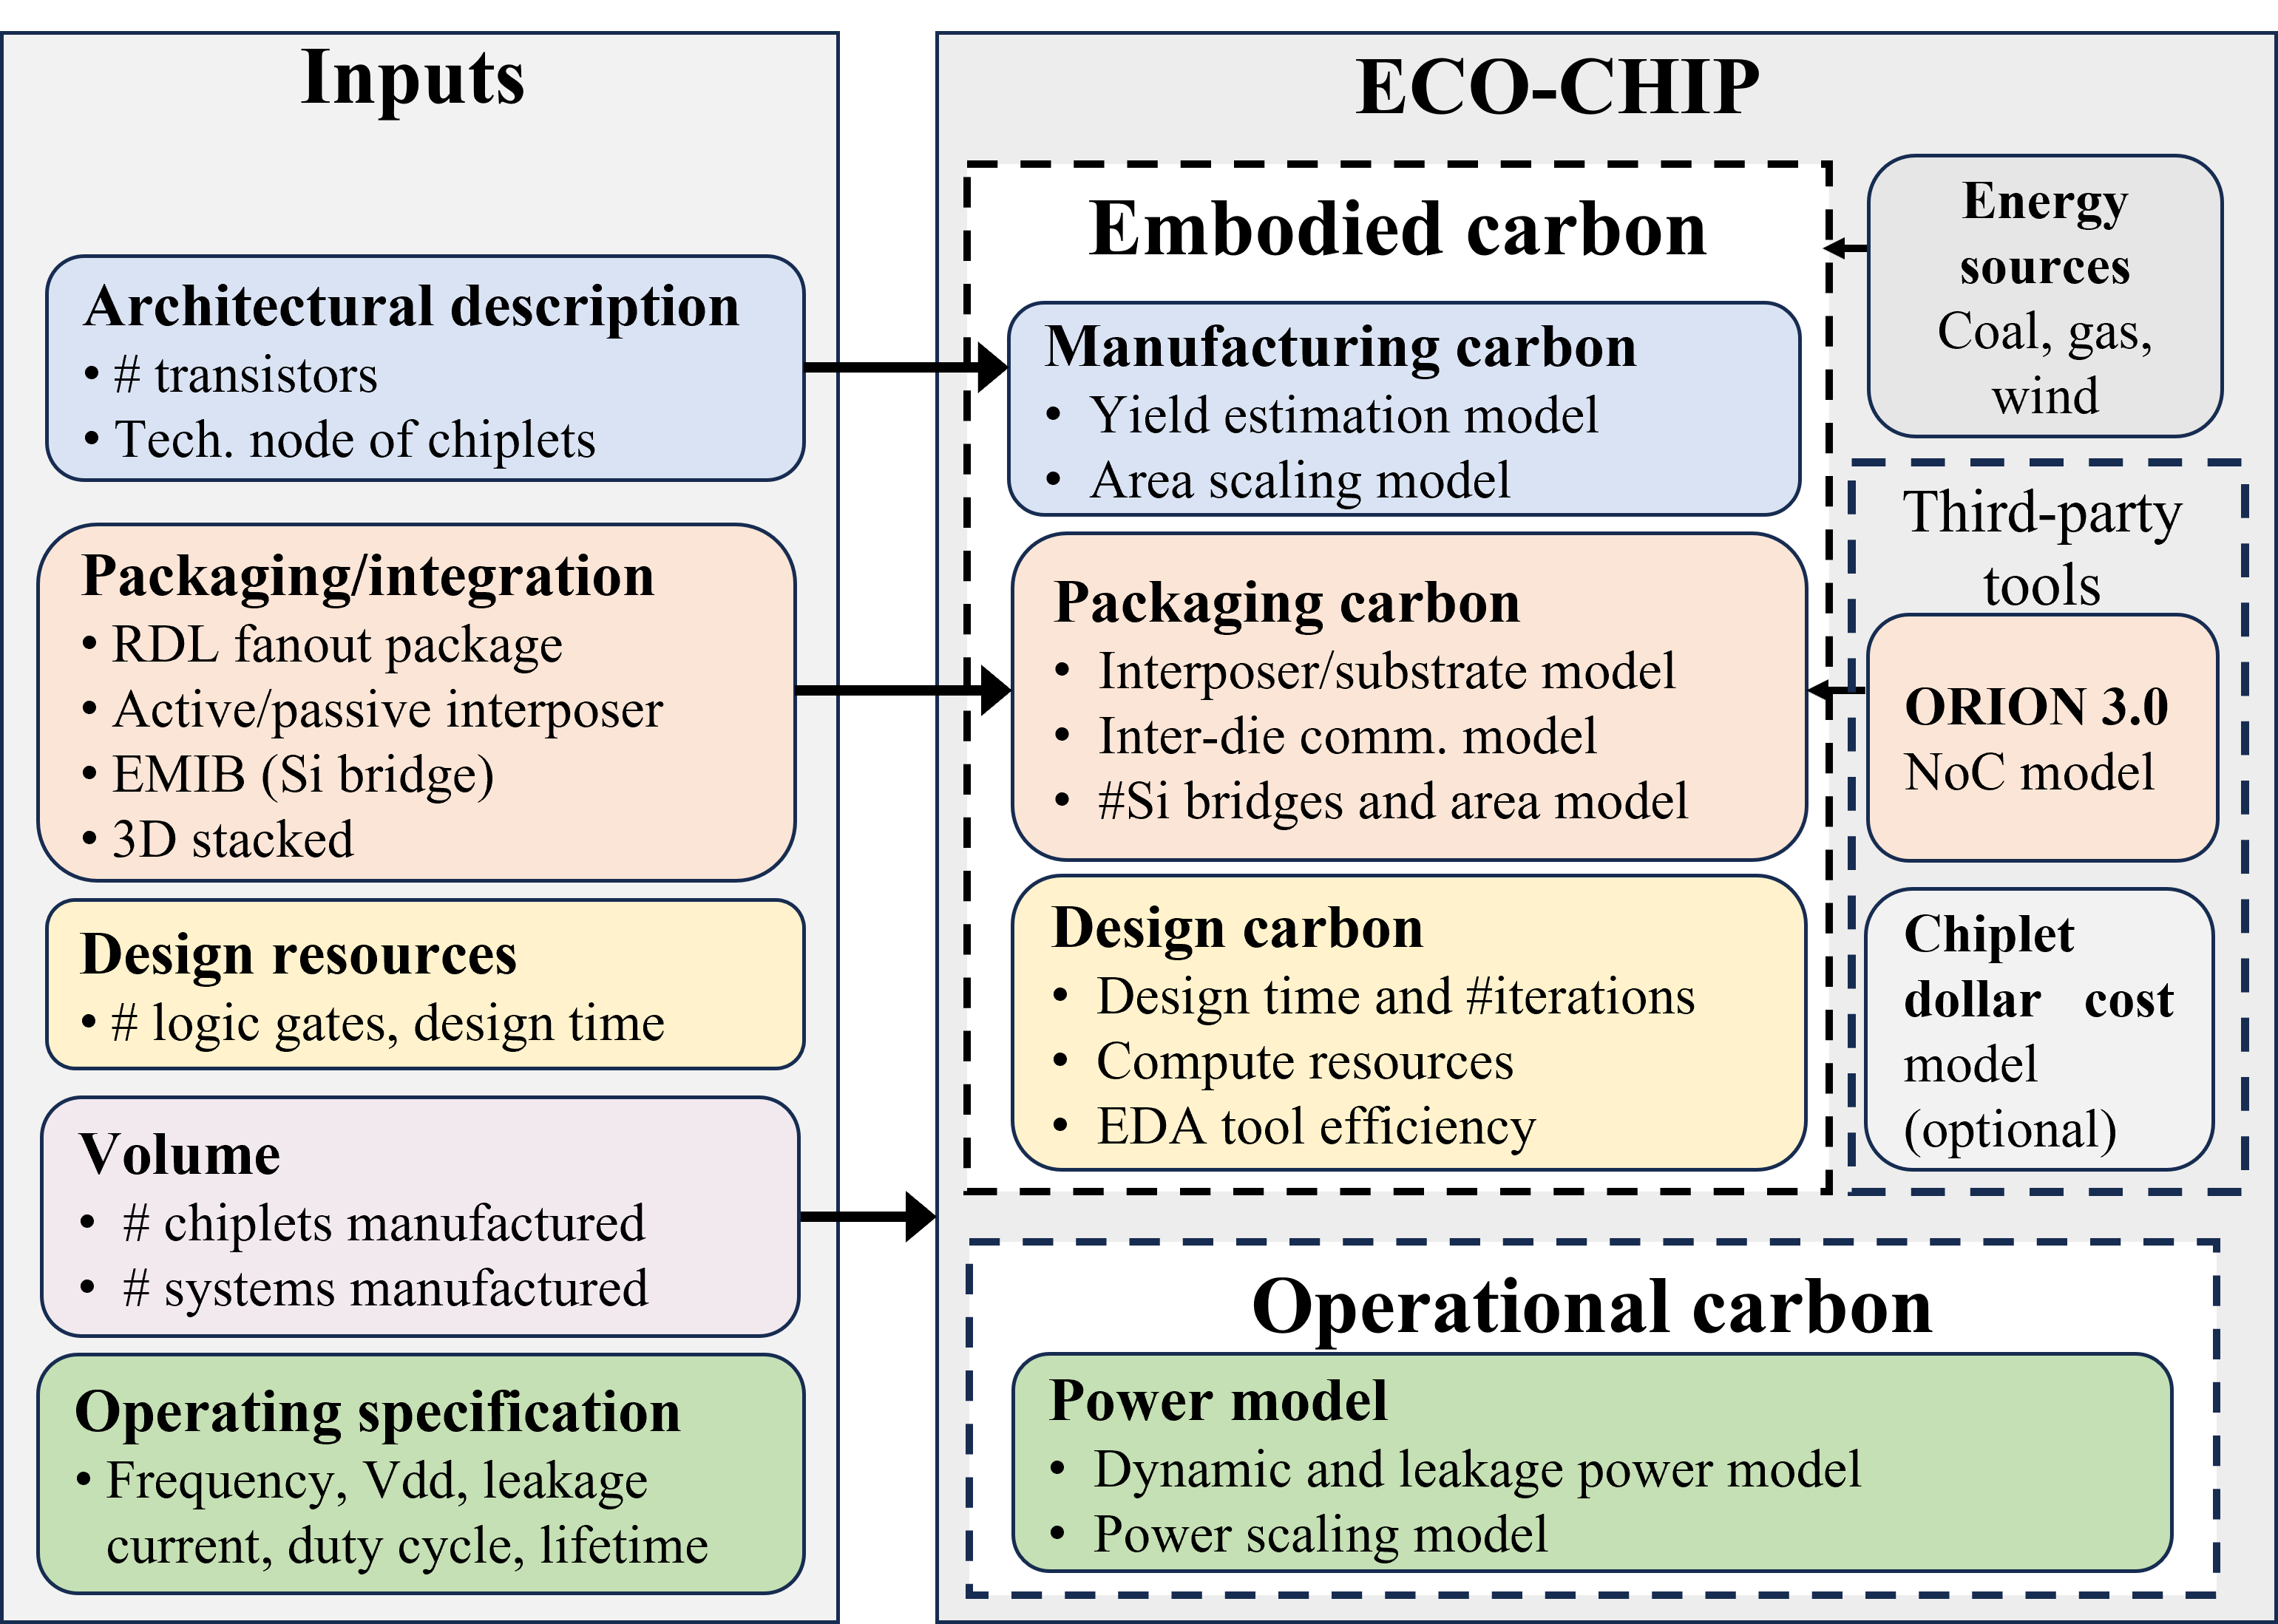 Inputs
Architectural description
• # transistors
• Tech. node of chiplets
Packaging/integration
• RDL fanout package
• Active/passive interposer
• EMIB (Si bridge)
• 3D stacked
Design resources
• # logic gates, design time
Volume
• # chiplets manufactured
• # systems manufactured
Operating specification
• Frequency, Vdd, leakage
current, duty cycle, lifetime
ECO-CHIP
Embodied carbon
Manufacturing carbon
• Yield estimation model
• Area scaling model
Packaging carbon
• Interposer/substrate model
• Inter-die comm. model
• #Si bridges and area model
Design carbon
• Design time and #iterations
• Compute resources
• EDA tool efficiency
Energy
sources
Coal, gas,
wind
Third-party
tools
ORION 3.0
NoC model
Chiplet
dollar cost
model
(optional)
Operational carbon
Power model
• Dynamic and leakage power model
• Power scaling model